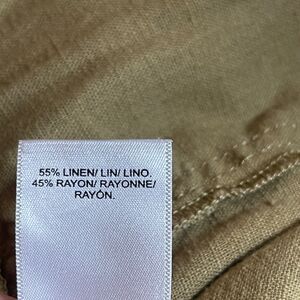 55% LINEN/ LIN/ LINO.
45% RAYON/ RAYONNE/
RAYÓN.